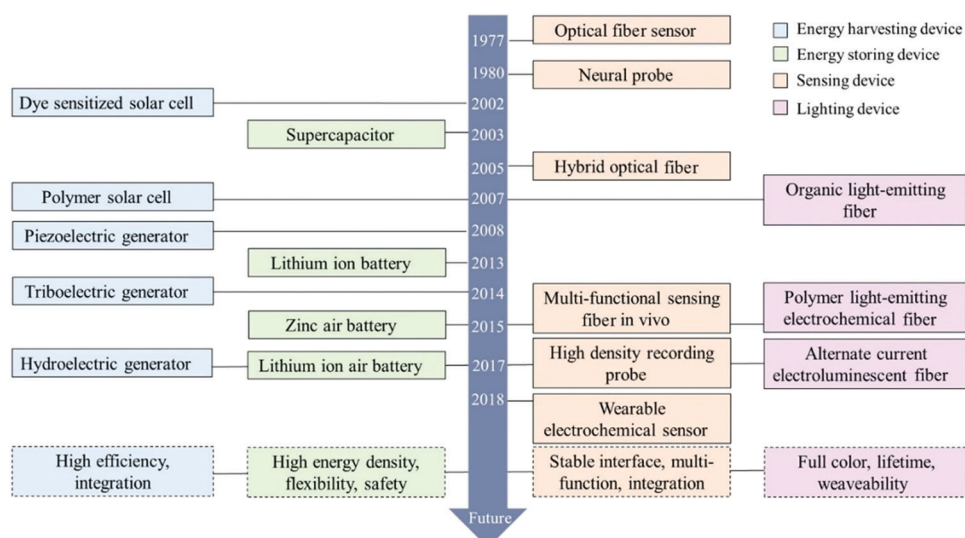 1977
Optical fiber sensor
Energy harvesting device
Energy storing device
Sensing device
Lighting device
1980
Neural probe
Dye sensitized solar cell
2002
Supercapacitor
2003
2005
Hybrid optical fiber
Polymer solar cell
2007
Organic light-emitting
fiber
Piezoelectric generator
2008
Lithium ion battery
2013
Triboelectric generator
2014
Zinc air battery
2015
Multi-functional sensing
fiber in vivo
Polymer light-emitting
electrochemical fiber
Hydroelectric generator
Lithium ion air battery
2017
High density recording
probe
Alternate current
electroluminescent fiber
2018
Wearable
electrochemical sensor
High efficiency,
integration
High energy density,
flexibility, safety
Stable interface, multi-
function, integration
Full color, lifetime,
weaveability
Future